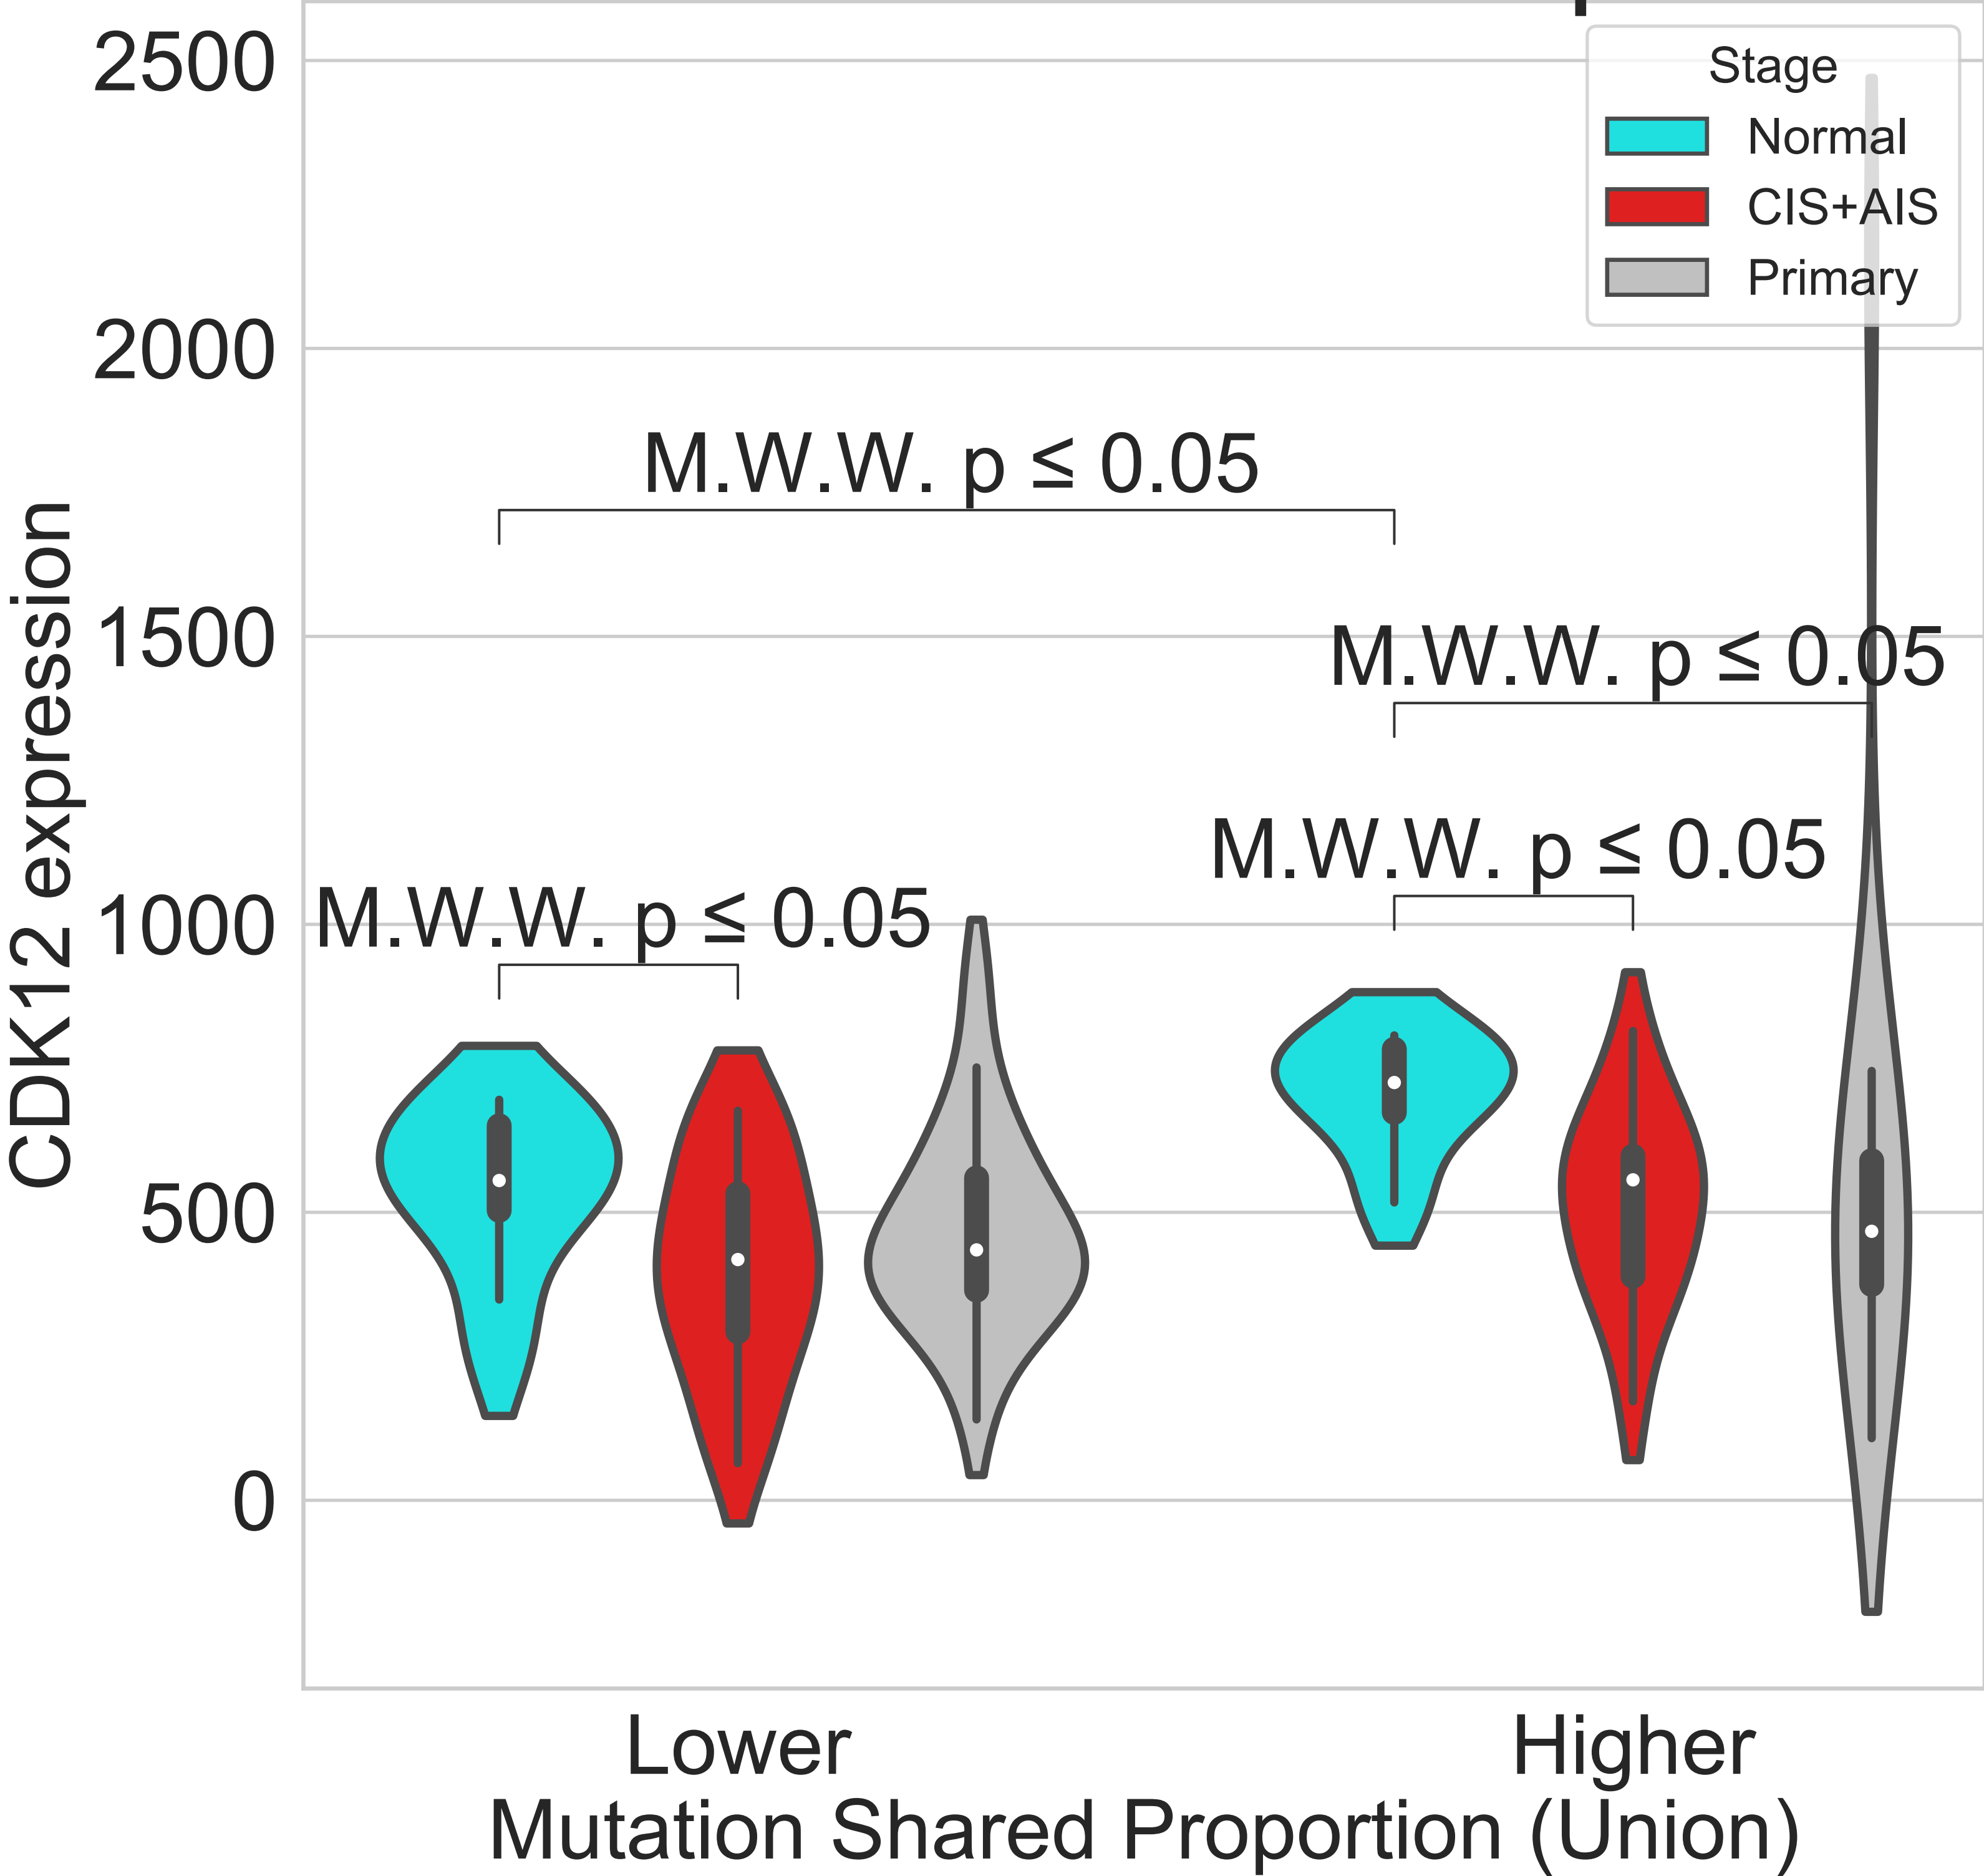 2500
2000
1500
1000
500
0
CDK12 expression
Stage
Normal
CIS+AIS
Primary
M.W.W. p ≤ 0.05
M.W.W. p ≤ 0.05
M.W.W. p ≤ 0.05
M.W.W. p ≤ 0.05
Lower
Higher
Mutation Shared Proportion (Union)